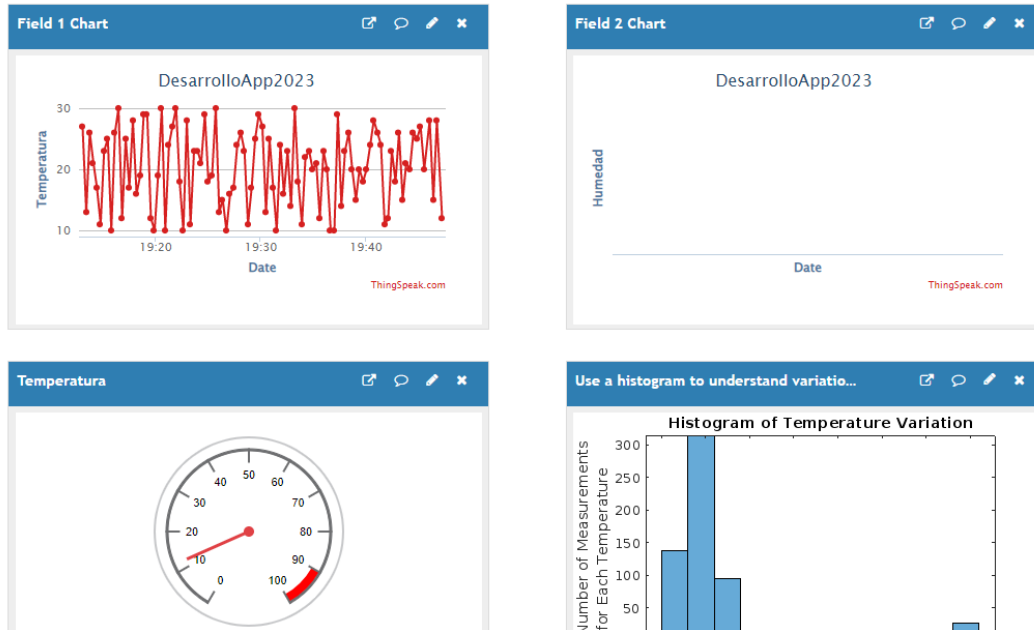 Field 1 Chart
DesarrolloApp2023
Temperatura
30
20
10
19:20 19:30 19:40
Date
ThingSpeak.com
Field 2 Chart
DesarrolloApp2023
Humedad
Date
ThingSpeak.com
Temperatura
0
10
20
30
40
50
60
70
80
90
100
Use a histogram to understand variatio...
Histogram of Temperature Variation
Number of Measurements
for Each Temperature
300
250
200
150
100
50